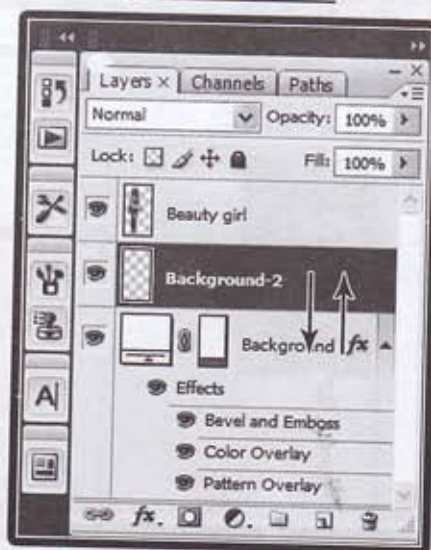 Layers × Channels Paths
Normal Opacity: 100%
Lock: Fill: 100%
Beauty girl
Background-2
Background fx
Effects
Bevel and Emboss
Color Overlay
Pattern Overlay
A
fx.